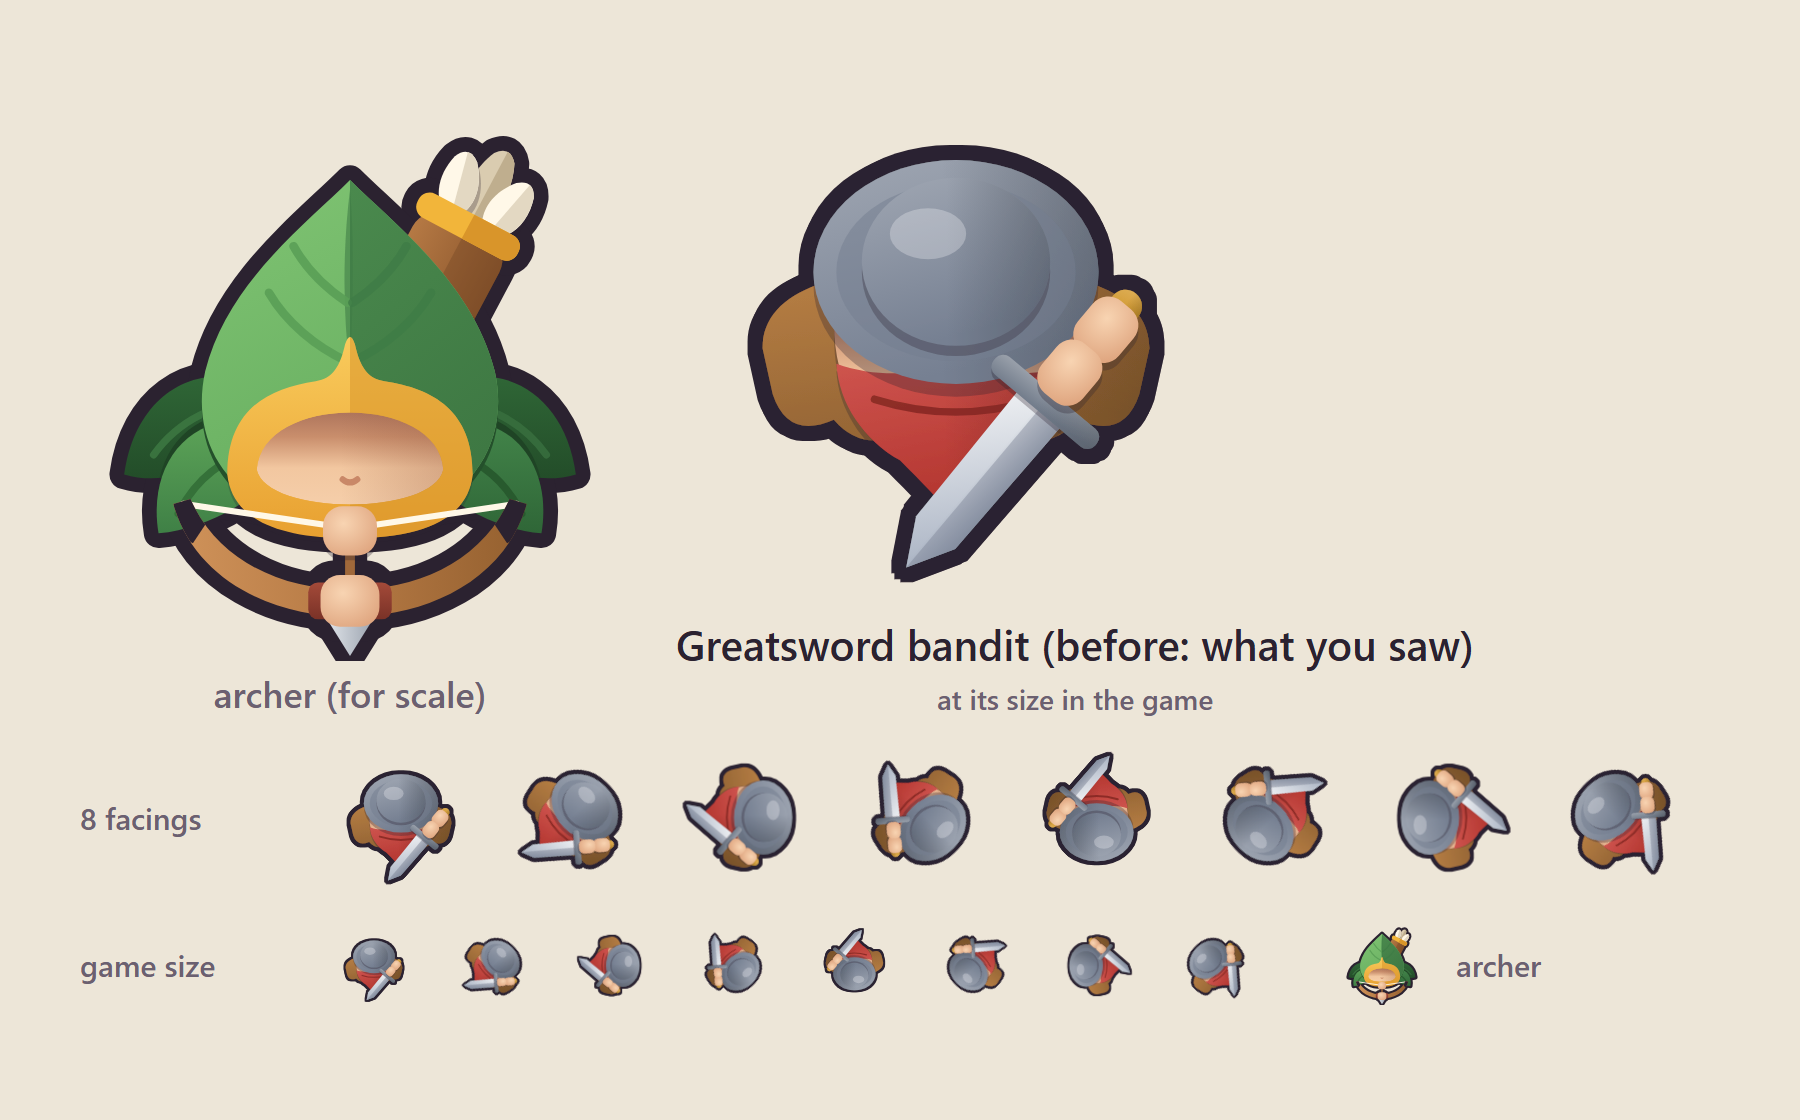 Greatsword bandit (before: what you saw)
archer (for scale)
at its size in the game
8 facings
game size
archer